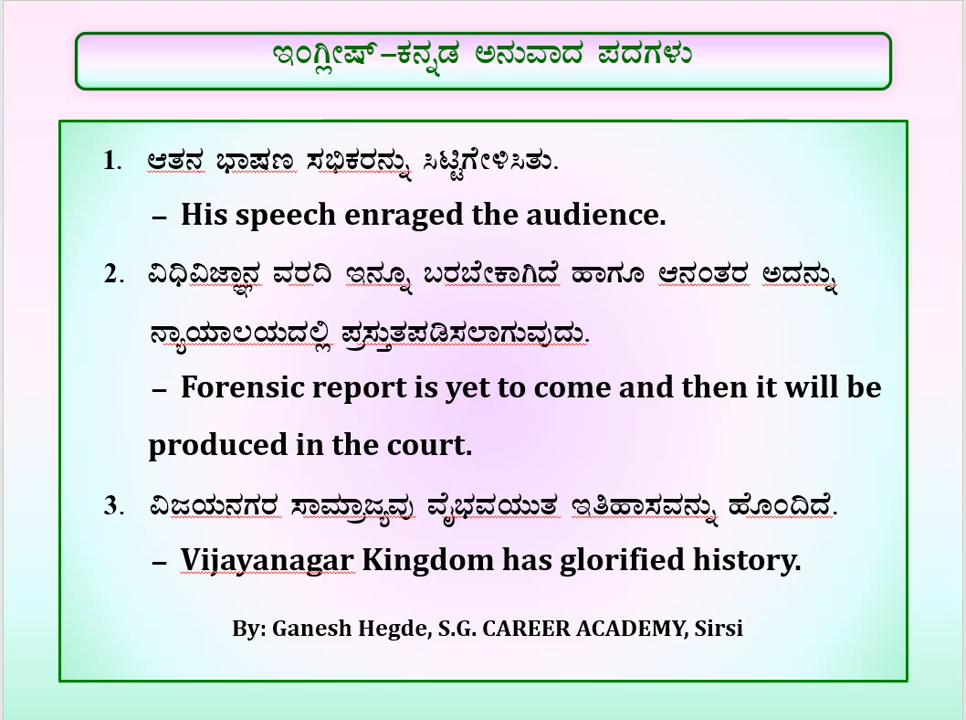 ಇಂಗ್ಲೀಷ್–ಕನ್ನಡ ಅನುವಾದ ಪದಗಳು
1. ಆತನ ಭಾಷಣ ಸಭಿಕರನ್ನು ಸಿಟ್ಟಿಗೇಳಿಸಿತು.
– His speech enraged the audience.
2. ವಿಧಿವಿಜ್ಞಾನ ವರದಿ ಇನ್ನೂ ಬರಬೇಕಾಗಿದೆ ಹಾಗೂ ಆನಂತರ ಅದನ್ನು
ನ್ಯಾಯಾಲಯದಲ್ಲಿ ಪ್ರಸ್ತುತಪಡಿಸಲಾಗುವುದು.
– Forensic report is yet to come and then it will be
produced in the court.
3. ವಿಜಯನಗರ ಸಾಮ್ರಾಜ್ಯವು ವೈಭವಯುತ ಇತಿಹಾಸವನ್ನು ಹೊಂದಿದೆ.
– Vijayanagar Kingdom has glorified history.
By: Ganesh Hegde, S.G. CAREER ACADEMY, Sirsi